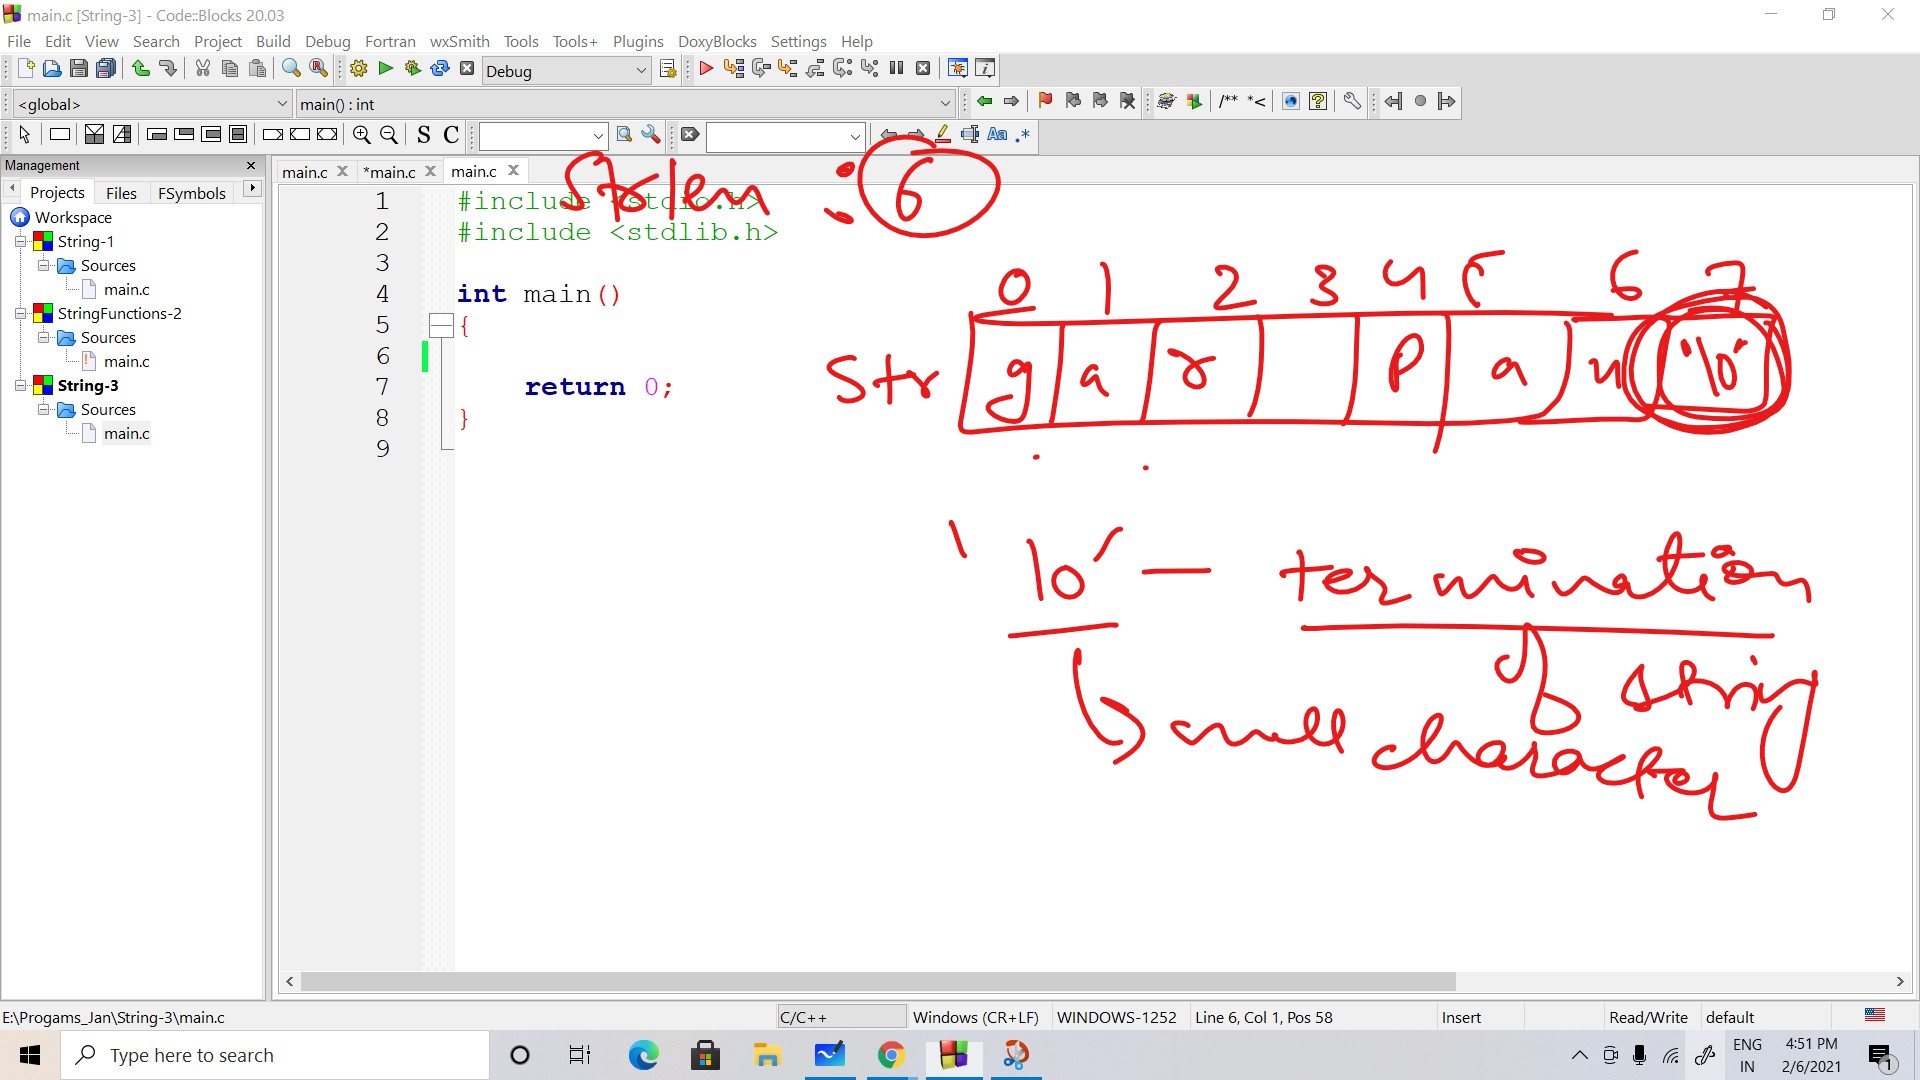 main.c [String-3] - Code::Blocks 20.03
File Edit View Search Project Build Debug Fortran wxSmith Tools Tools+ Plugins DoxyBlocks Settings Help
Debug
<global> main() : int /** *<
S C Aa .*
Management
Projects Files FSymbols
Workspace
String-1
Sources
main.c
StringFunctions-2
Sources
main.c
String-3
Sources
main.c
main.c *main.c main.c
Strlen : 6
1 #include <stdio.h>
2 #include <stdlib.h>
3
4 int main()
5 {
6
7 return 0;
8 }
9
0 1 2 3 4 5 6 7
Str g a r P a n '\0'
'\0' — termination
of string
null character
E:\Progams_Jan\String-3\main.c C/C++ Windows (CR+LF) WINDOWS-1252 Line 6, Col 1, Pos 58 Insert Read/Write default
Type here to search
ENG
IN
4:51 PM
2/6/2021
1